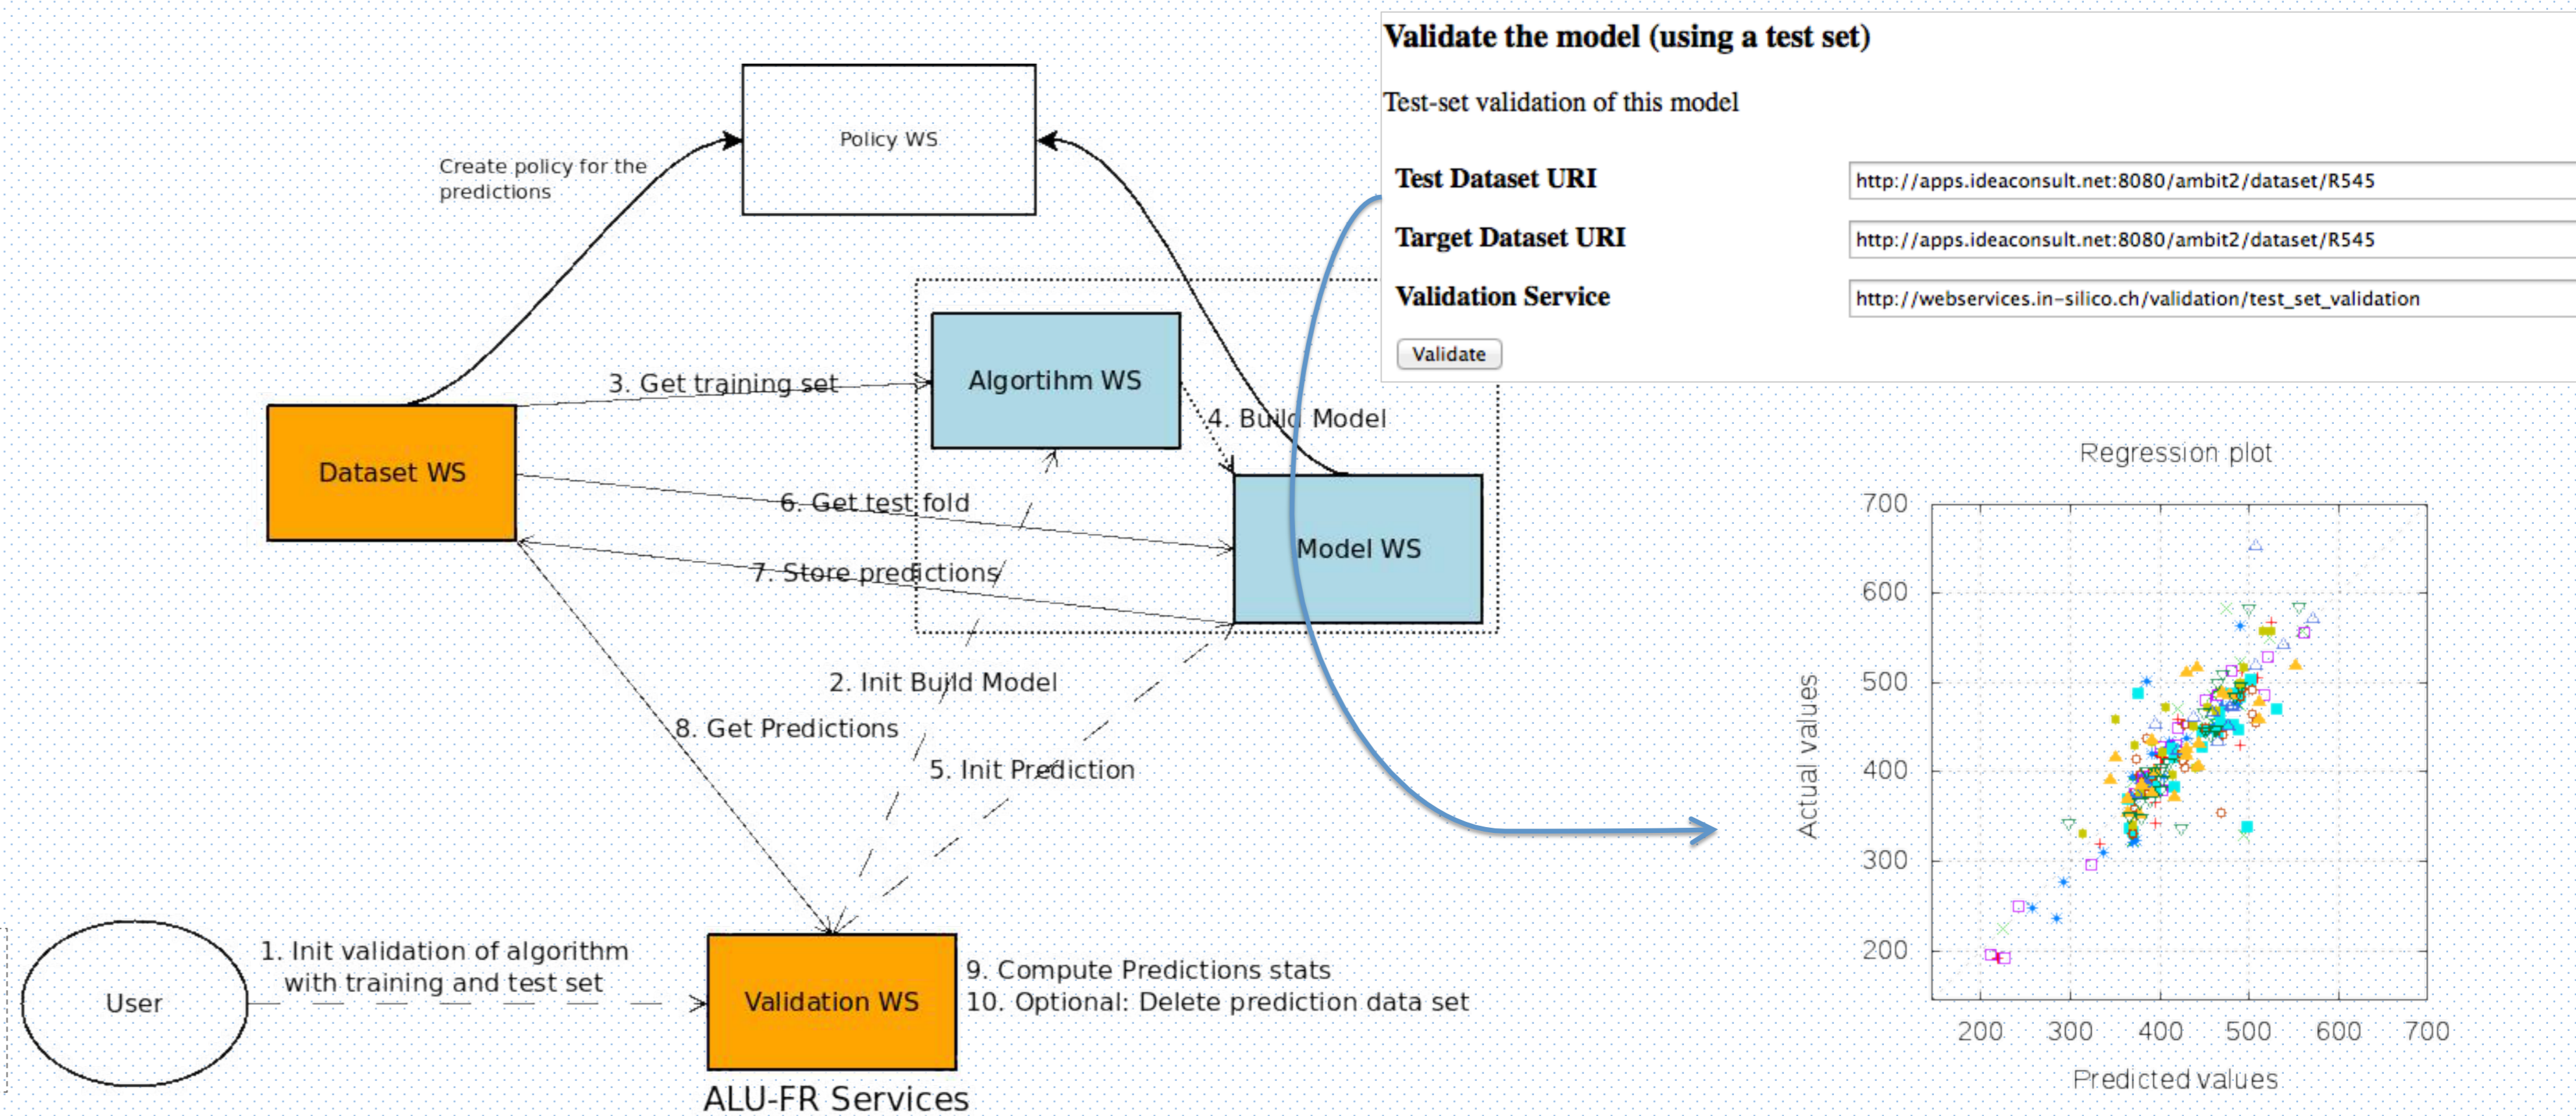 Validate the model (using a test set)
Test-set validation of this model
Test Dataset URI
http://apps.ideaconsult.net:8080/ambit2/dataset/R545
Target Dataset URI
http://apps.ideaconsult.net:8080/ambit2/dataset/R545
Validation Service
http://webservices.in-silico.ch/validation/test_set_validation
Validate
Policy WS
Create policy for the
predictions
3. Get training set
Algortihm WS
4. Build Model
Dataset WS
6. Get test fold
Model WS
7. Store predictions
2. Init Build Model
8. Get Predictions
5. Init Prediction
1. Init validation of algorithm
with training and test set
User
Validation WS
9. Compute Predictions stats
10. Optional: Delete prediction data set
ALU-FR Services
Regression plot
700
600
500
400
300
200
Actual values
200 300 400 500 600 700
Predicted values